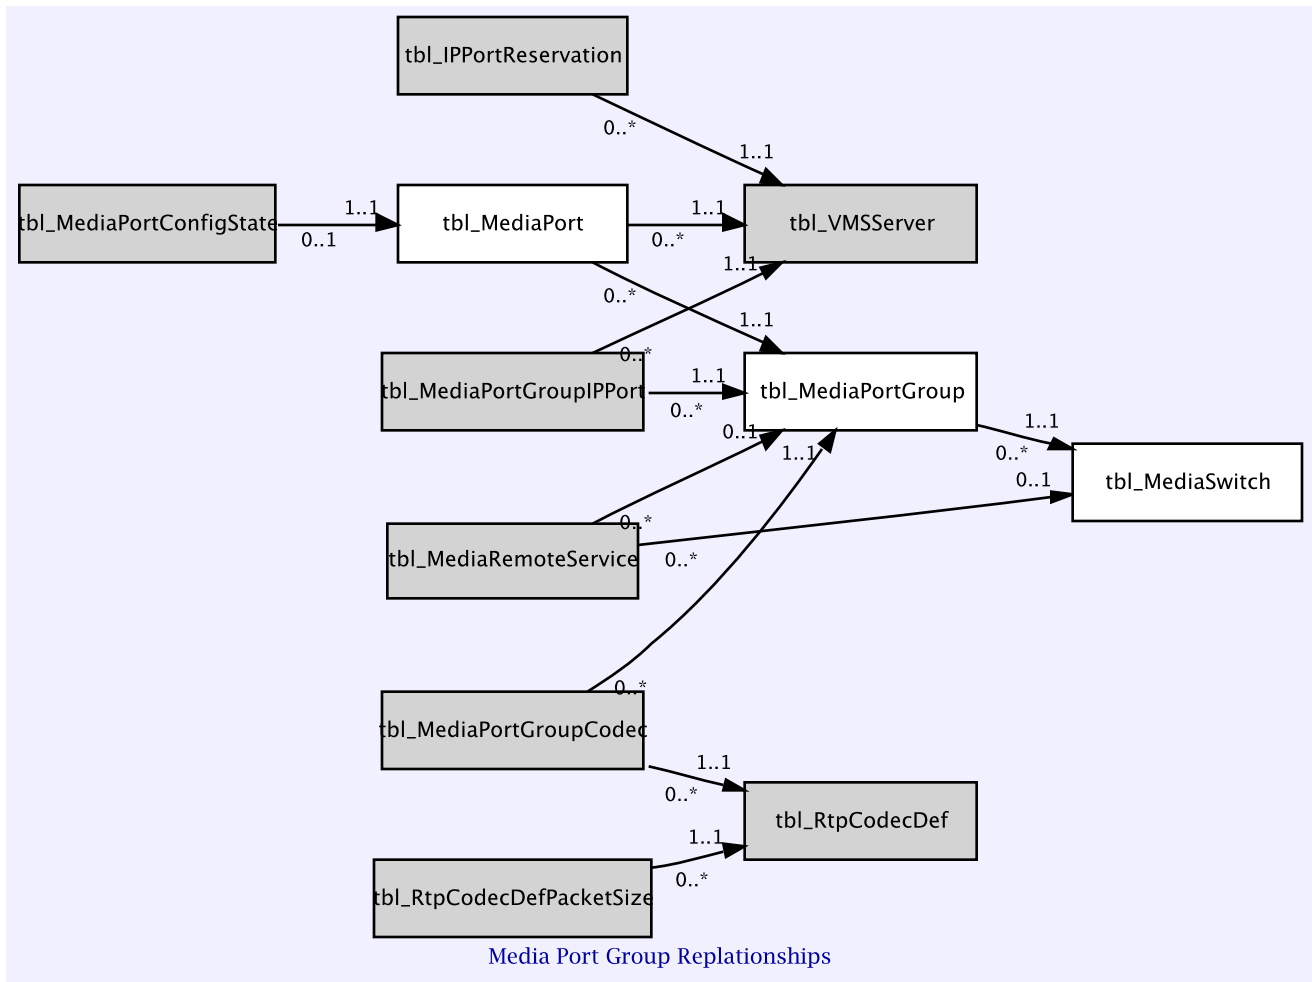 tbl_IPPortReservation
0..*
1..1
tbl_MediaPortConfigState
0..1
1..1
tbl_MediaPort
0..*
1..1
tbl_VMSServer
0..*
1..1
1..1
0..*
tbl_MediaPortGroupIPPort
0..*
1..1
tbl_MediaPortGroup
0..*
1..1
0..1
1..1
0..1
tbl_MediaSwitch
0..*
tbl_MediaRemoteService
0..*
0..*
tbl_MediaPortGroupCodec
0..*
1..1
tbl_RtpCodecDef
1..1
0..*
tbl_RtpCodecDefPacketSize
Media Port Group Replationships